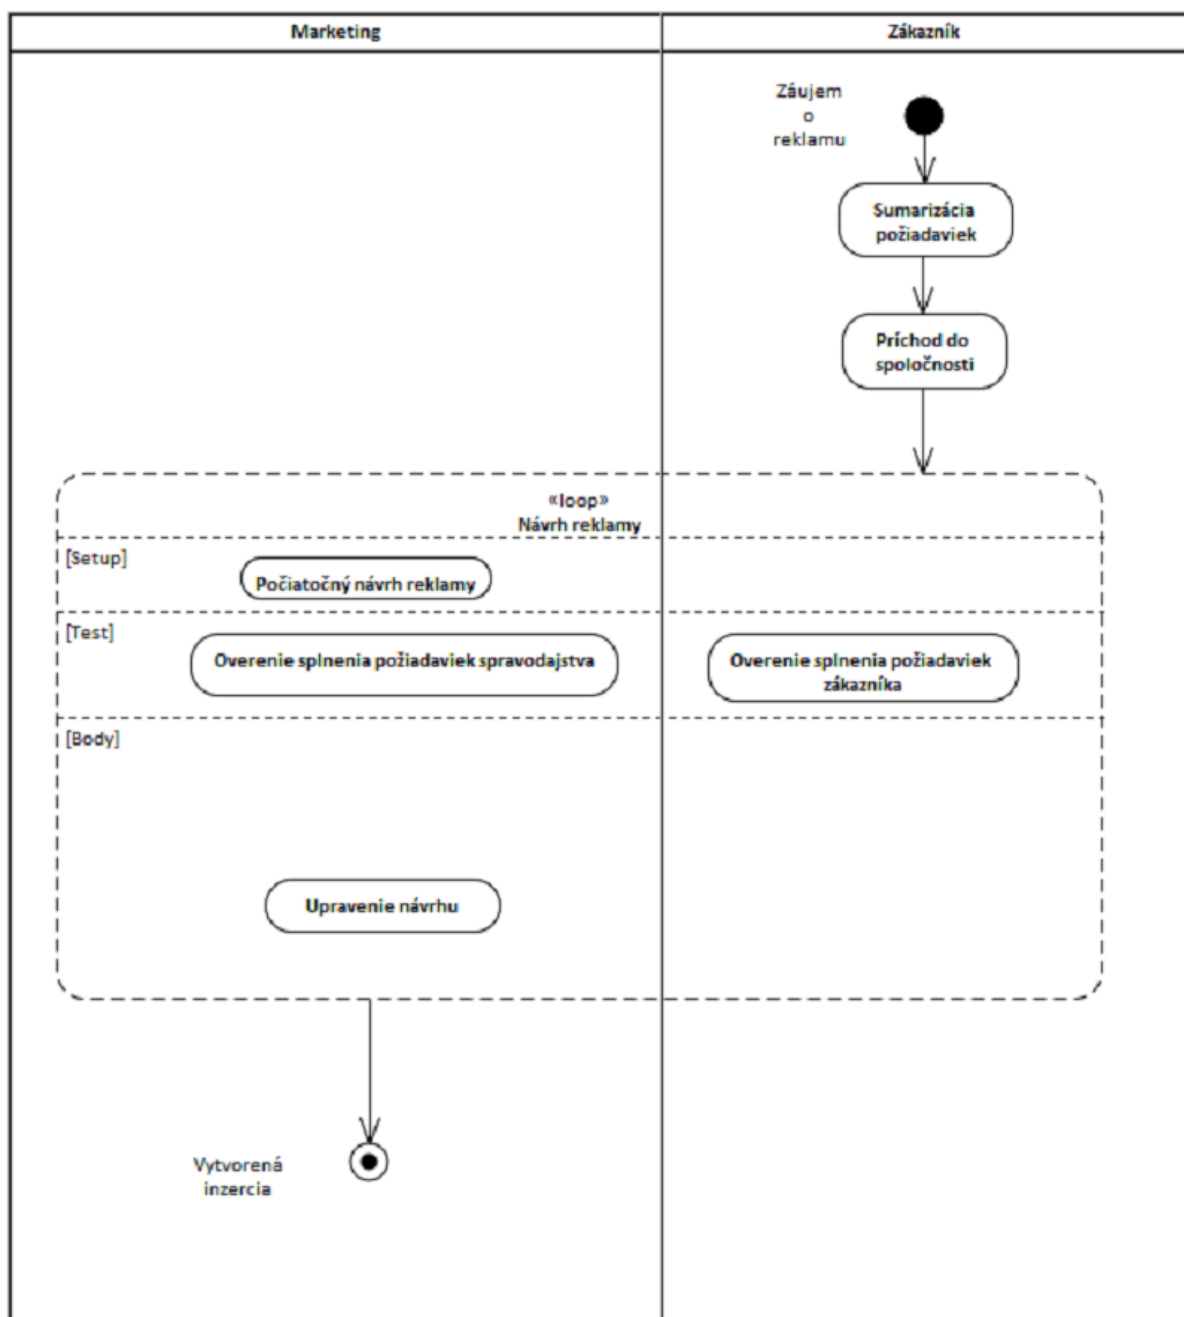 Marketing
Zákazník
Záujem
o
reklamu
Sumarizácia
požiadaviek
Príchod do
spoločnosti
«loop»
Návrh reklamy
[Setup]
Počiatočný návrh reklamy
[Test]
Overenie splnenia požiadaviek spravodajstva
Overenie splnenia požiadaviek
zákazníka
[Body]
Upravenie návrhu
Vytvorená
inzercia